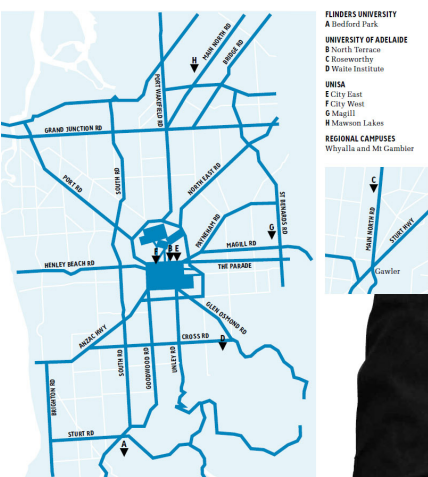 FLINDERS UNIVERSITY
A Bedford Park
UNIVERSITY OF ADELAIDE
B North Terrace
C Roseworthy
D Waite Institute
UNISA
E City East
F City West
G Magill
H Mawson Lakes
REGIONAL CAMPUSES
Whyalla and Mt Gambier
MAIN NORTH RD
BRIDGE RD
H
PORT WAKEFIELD RD
GRAND JUNCTION RD
PORT RD
SOUTH RD
NORTH EAST RD
PAYNEHAM RD
ST BENARDS RD
G
MAGILL RD
F
B E
HENLEY BEACH RD
THE PARADE
GLEN OSMOND RD
ANZAC HWY
CROSS RD
D
SOUTH RD
GOODWOOD RD
UNLEY RD
BRIGHTON RD
STURT RD
A
C
MAIN NORTH RD
STURT HWY
Gawler